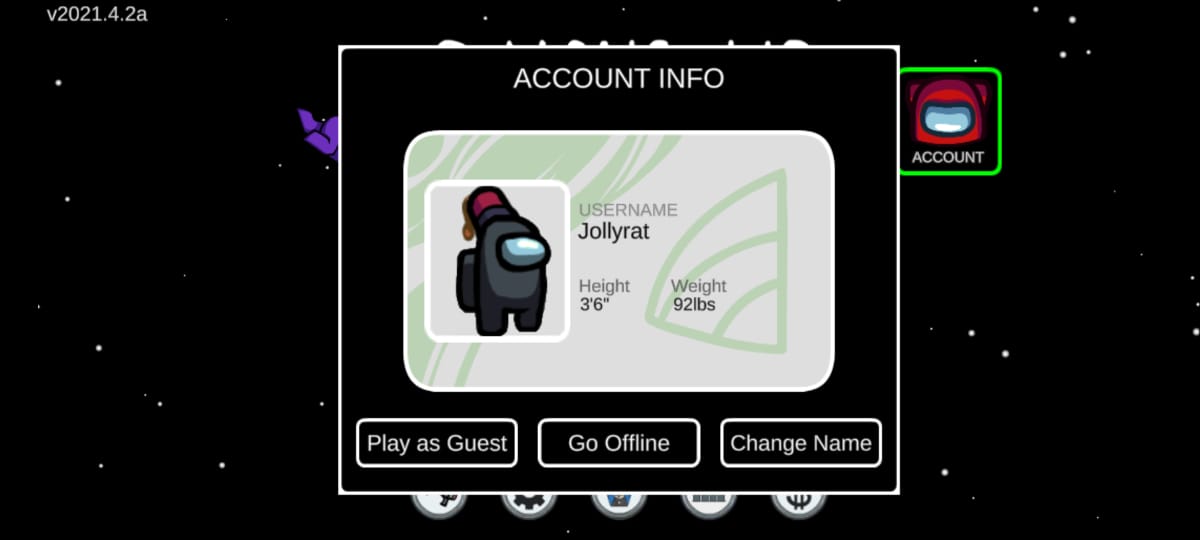 v2021.4.2a
ACCOUNT INFO
ACCOUNT
USERNAME
Jollyrat
Height Weight
3'6" 92lbs
Play as Guest Go Offline Change Name